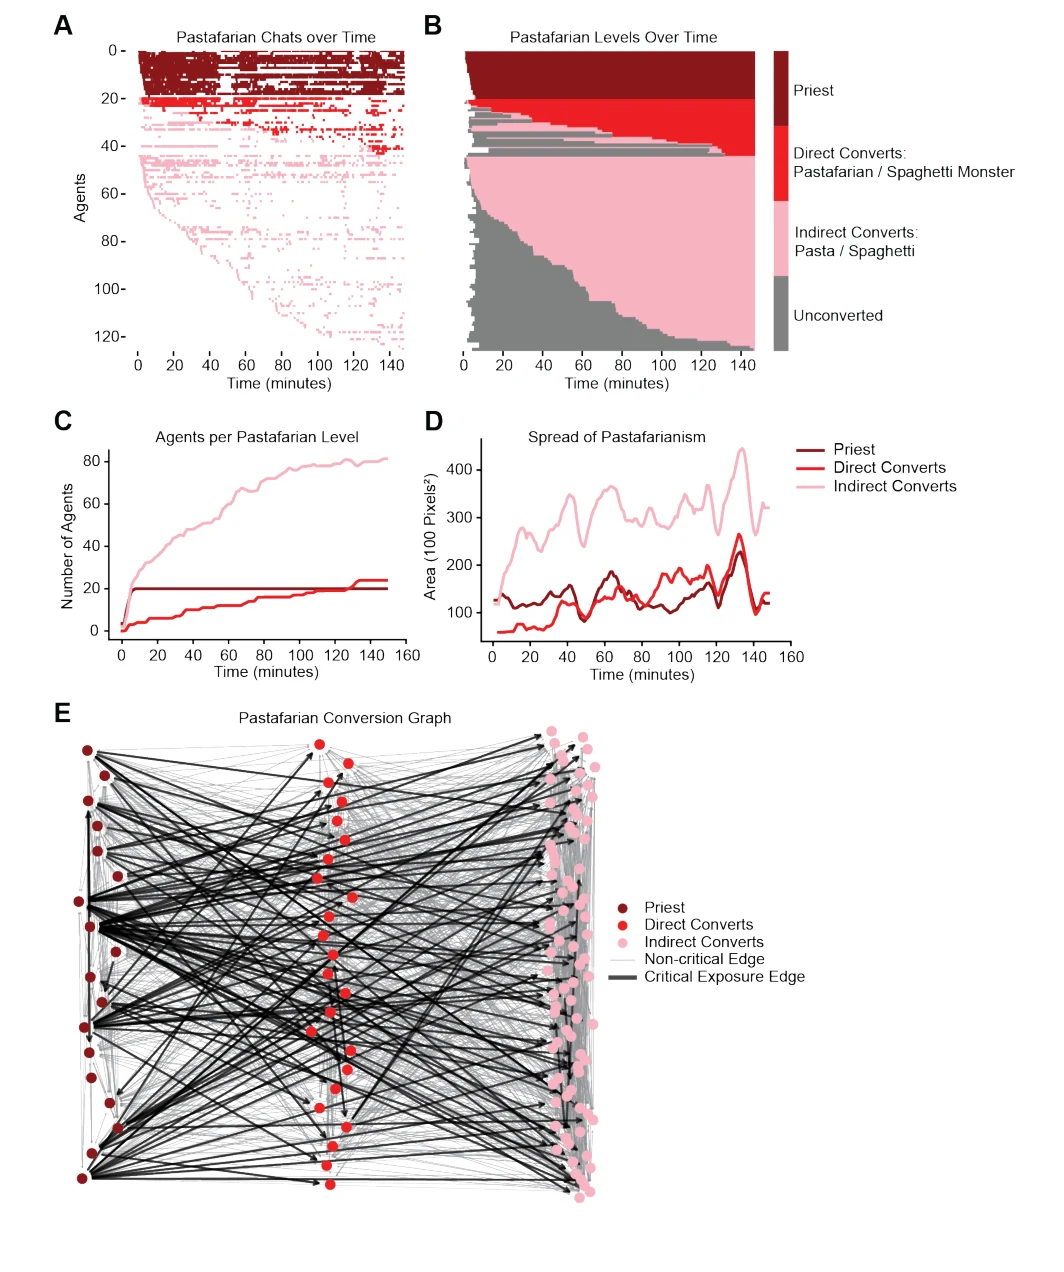 A
Pastafarian Chats over Time
0
20
40
60
80
100
120
Agents
0 20 40 60 80 100 120 140
Time (minutes)
B
Pastafarian Levels Over Time
0 20 40 60 80 100 120 140
Time (minutes)
Priest
Direct Converts:
Pastafarian / Spaghetti Monster
Indirect Converts:
Pasta / Spaghetti
Unconverted
C
Agents per Pastafarian Level
80
60
40
20
0
Number of Agents
0 20 40 60 80 100 120 140 160
Time (minutes)
D
Spread of Pastafarianism
400
300
200
100
Area (100 Pixels²)
0 20 40 60 80 100 120 140 160
Time (minutes)
Priest
Direct Converts
Indirect Converts
E
Pastafarian Conversion Graph
Priest
Direct Converts
Indirect Converts
Non-critical Edge
Critical Exposure Edge